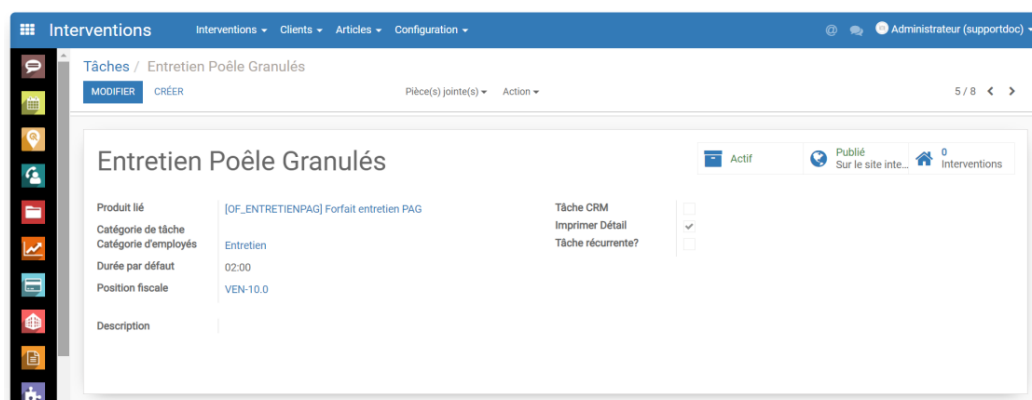 Interventions Interventions Clients Articles Configuration @ Administrateur (supportdoc)
Tâches / Entretien Poêle Granulés
MODIFIER CRÉER Pièce(s) jointe(s) Action 5 / 8
Entretien Poêle Granulés
Actif
Publié
Sur le site inte...
0
Interventions
Produit lié [OF_ENTRETIENPAG] Forfait entretien PAG
Catégorie de tâche
Catégorie d'employés Entretien
Durée par défaut 02:00
Position fiscale VEN-10.0
Description
Tâche CRM
Imprimer Détail
Tâche récurrente?